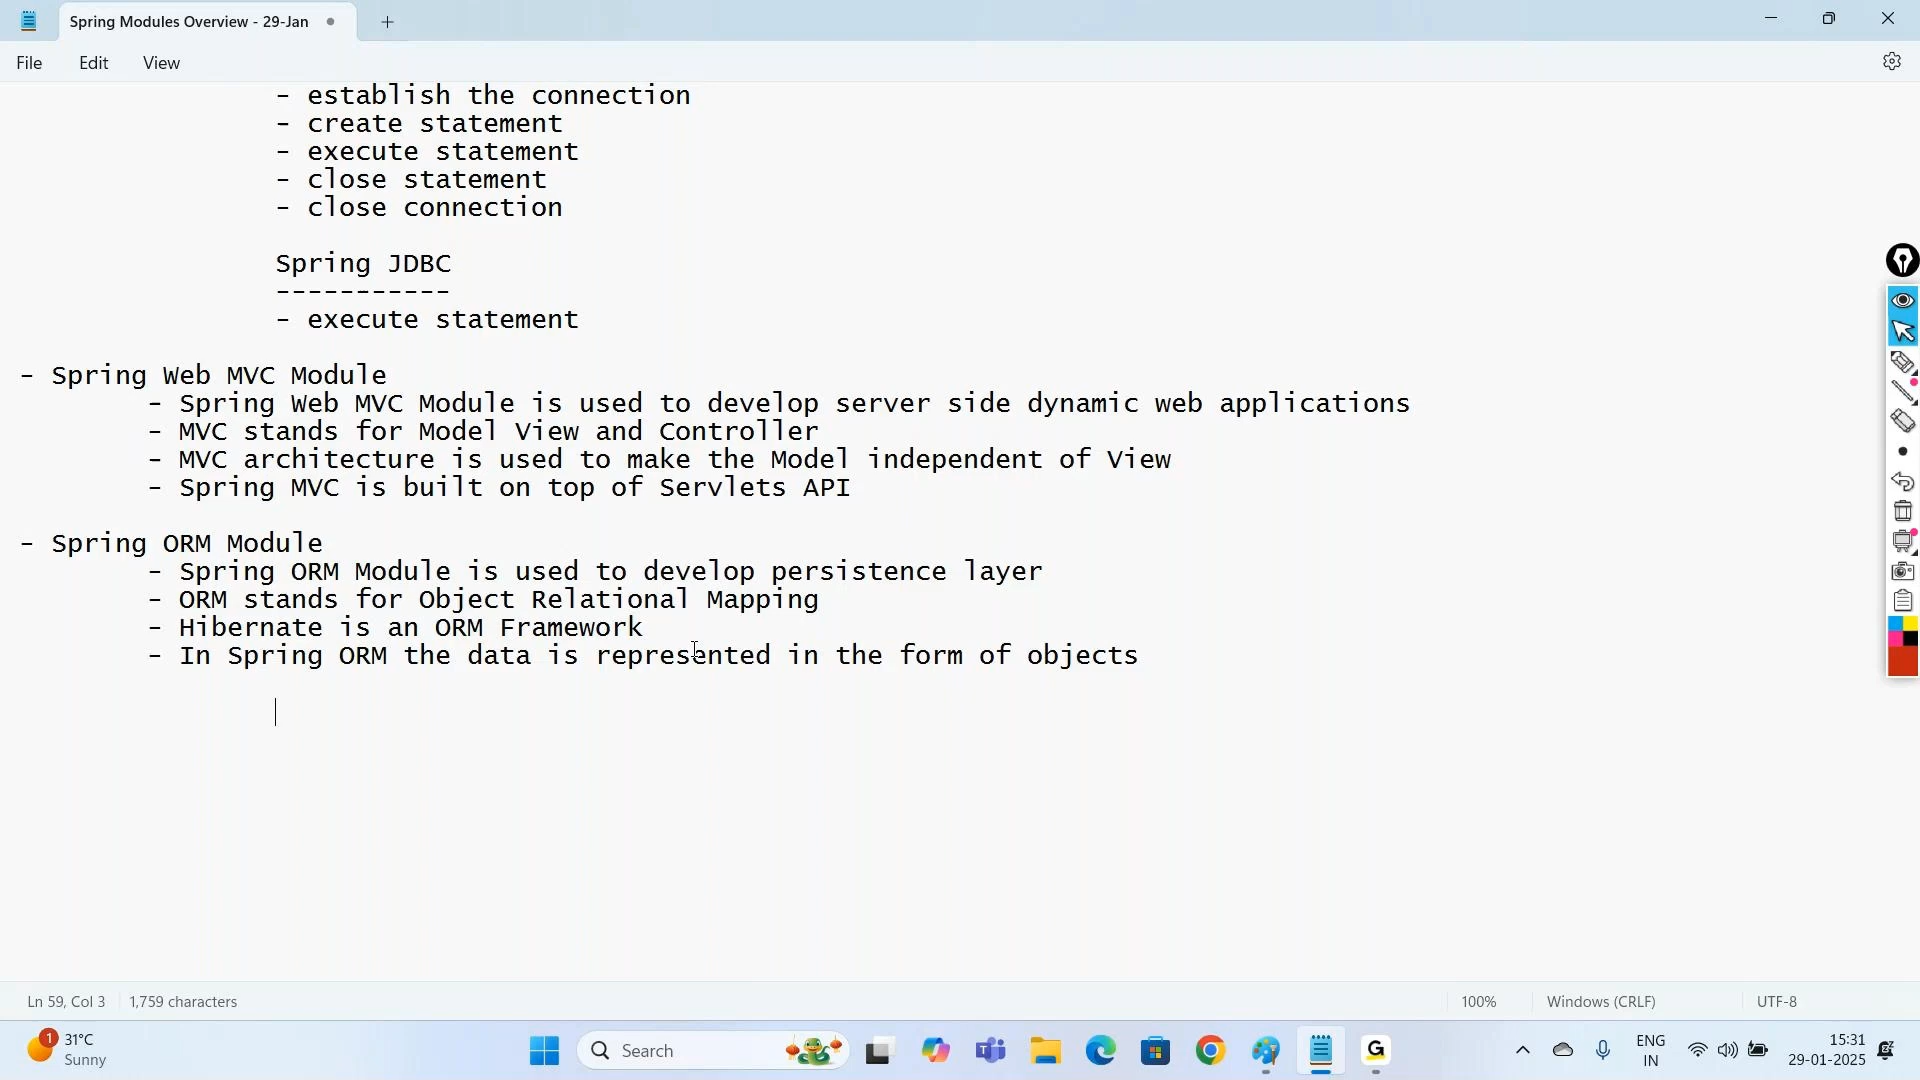 Spring Modules Overview - 29-Jan
File Edit View
- establish the connection
- create statement
- execute statement
- close statement
- close connection
Spring JDBC
-----------
- execute statement
- Spring Web MVC Module
- Spring Web MVC Module is used to develop server side dynamic web applications
- MVC stands for Model View and Controller
- MVC architecture is used to make the Model independent of View
- Spring MVC is built on top of Servlets API
- Spring ORM Module
- Spring ORM Module is used to develop persistence layer
- ORM stands for Object Relational Mapping
- Hibernate is an ORM Framework
- In Spring ORM the data is represented in the form of objects
Ln 59, Col 3 1,759 characters 100% Windows (CRLF) UTF-8
1 31°C Sunny
Search
ENG IN
15:31
29-01-2025